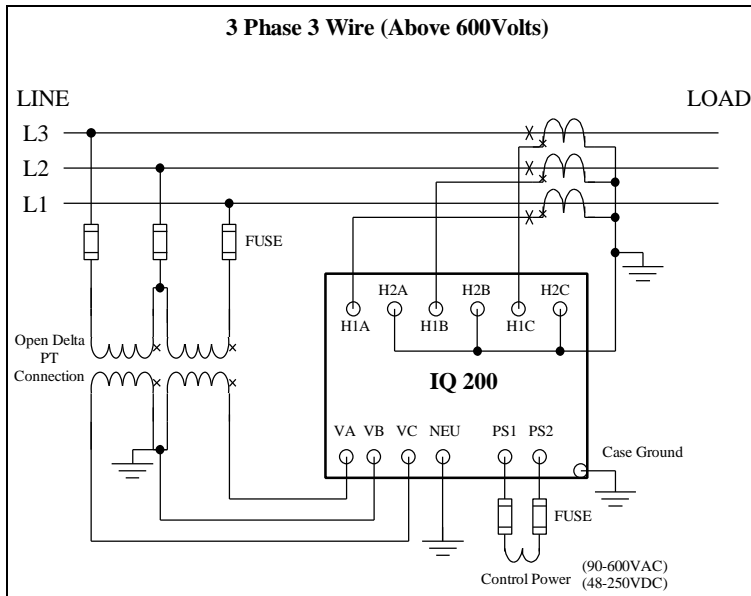 3 Phase 3 Wire (Above 600Volts)
LINE
LOAD
L3
L2
L1
FUSE
H2A
H2B
H2C
H1A
H1B
H1C
Open Delta
PT
Connection
IQ 200
VA
VB
VC
NEU
PS1
PS2
Case Ground
FUSE
Control Power
(90-600VAC)
(48-250VDC)